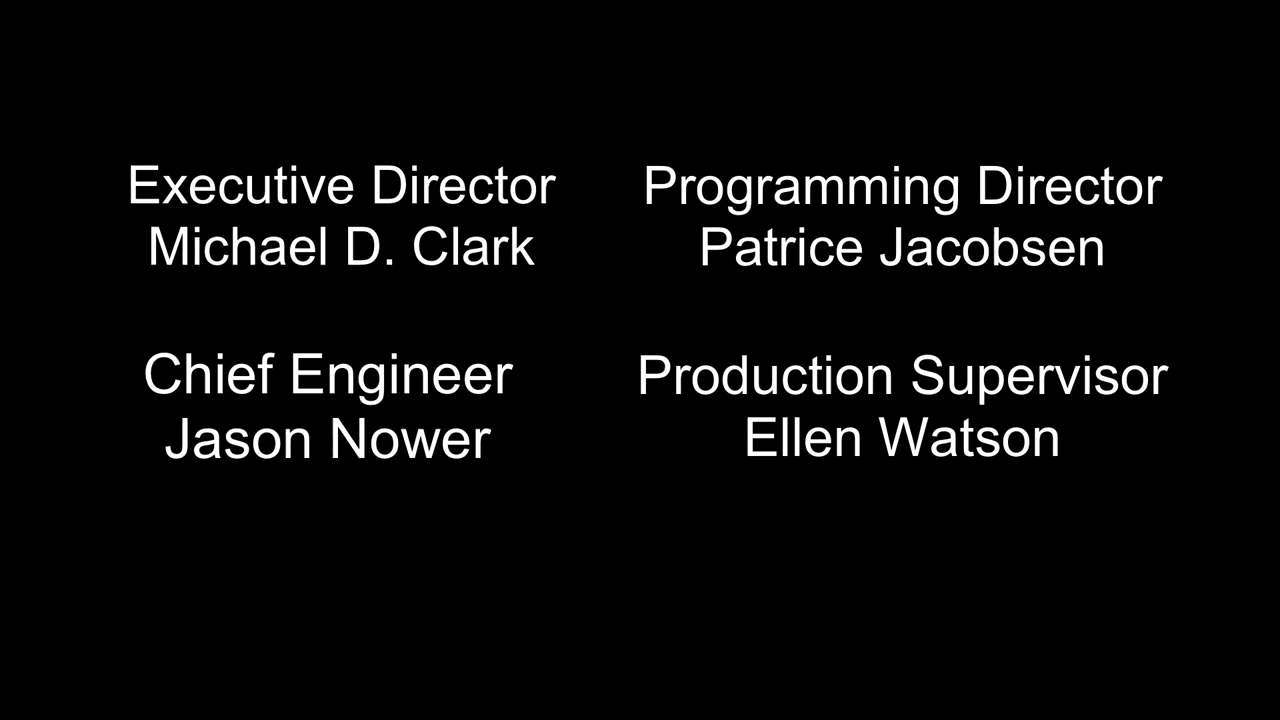 Executive Director
Michael D. Clark
Programming Director
Patrice Jacobsen
Chief Engineer
Jason Nower
Production Supervisor
Ellen Watson